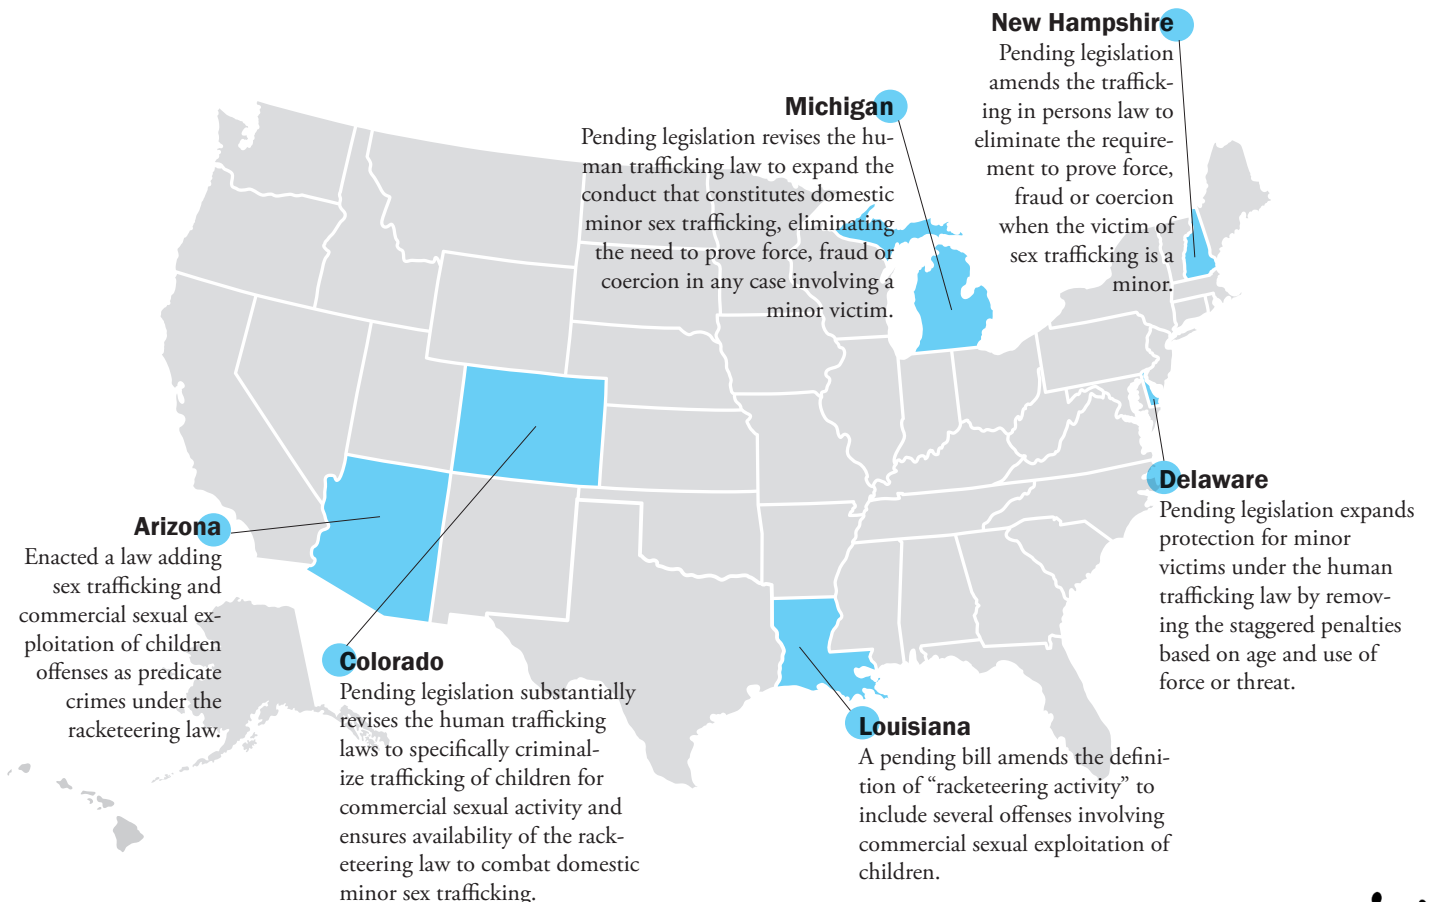 New Hampshire
Pending legislation
amends the traffick-
ing in persons law to
eliminate the require-
ment to prove force,
fraud or coercion
when the victim of
sex trafficking is a
minor.
Michigan
Pending legislation revises the hu-
man trafficking law to expand the
conduct that constitutes domestic
minor sex trafficking, eliminating
the need to prove force, fraud or
coercion in any case involving a
minor victim.
Delaware
Pending legislation expands
protection for minor
victims under the human
trafficking law by remov-
ing the staggered penalties
based on age and use of
force or threat.
Arizona
Enacted a law adding
sex trafficking and
commercial sexual ex-
ploitation of children
offenses as predicate
crimes under the
racketeering law.
Colorado
Pending legislation substantially
revises the human trafficking
laws to specifically criminal-
ize trafficking of children for
commercial sexual activity and
ensures availability of the rack-
eteering law to combat domestic
minor sex trafficking.
Louisiana
A pending bill amends the defini-
tion of “racketeering activity” to
include several offenses involving
commercial sexual exploitation of
children.